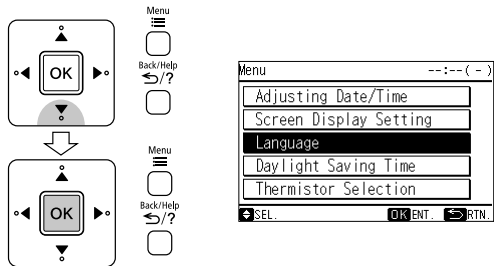 Menu
OK
Back/Help
/?
Menu
OK
Back/Help
/?
Menu --:--( - )
Adjusting Date/Time
Screen Display Setting
Language
Daylight Saving Time
Thermistor Selection
SEL. OK ENT. RTN.